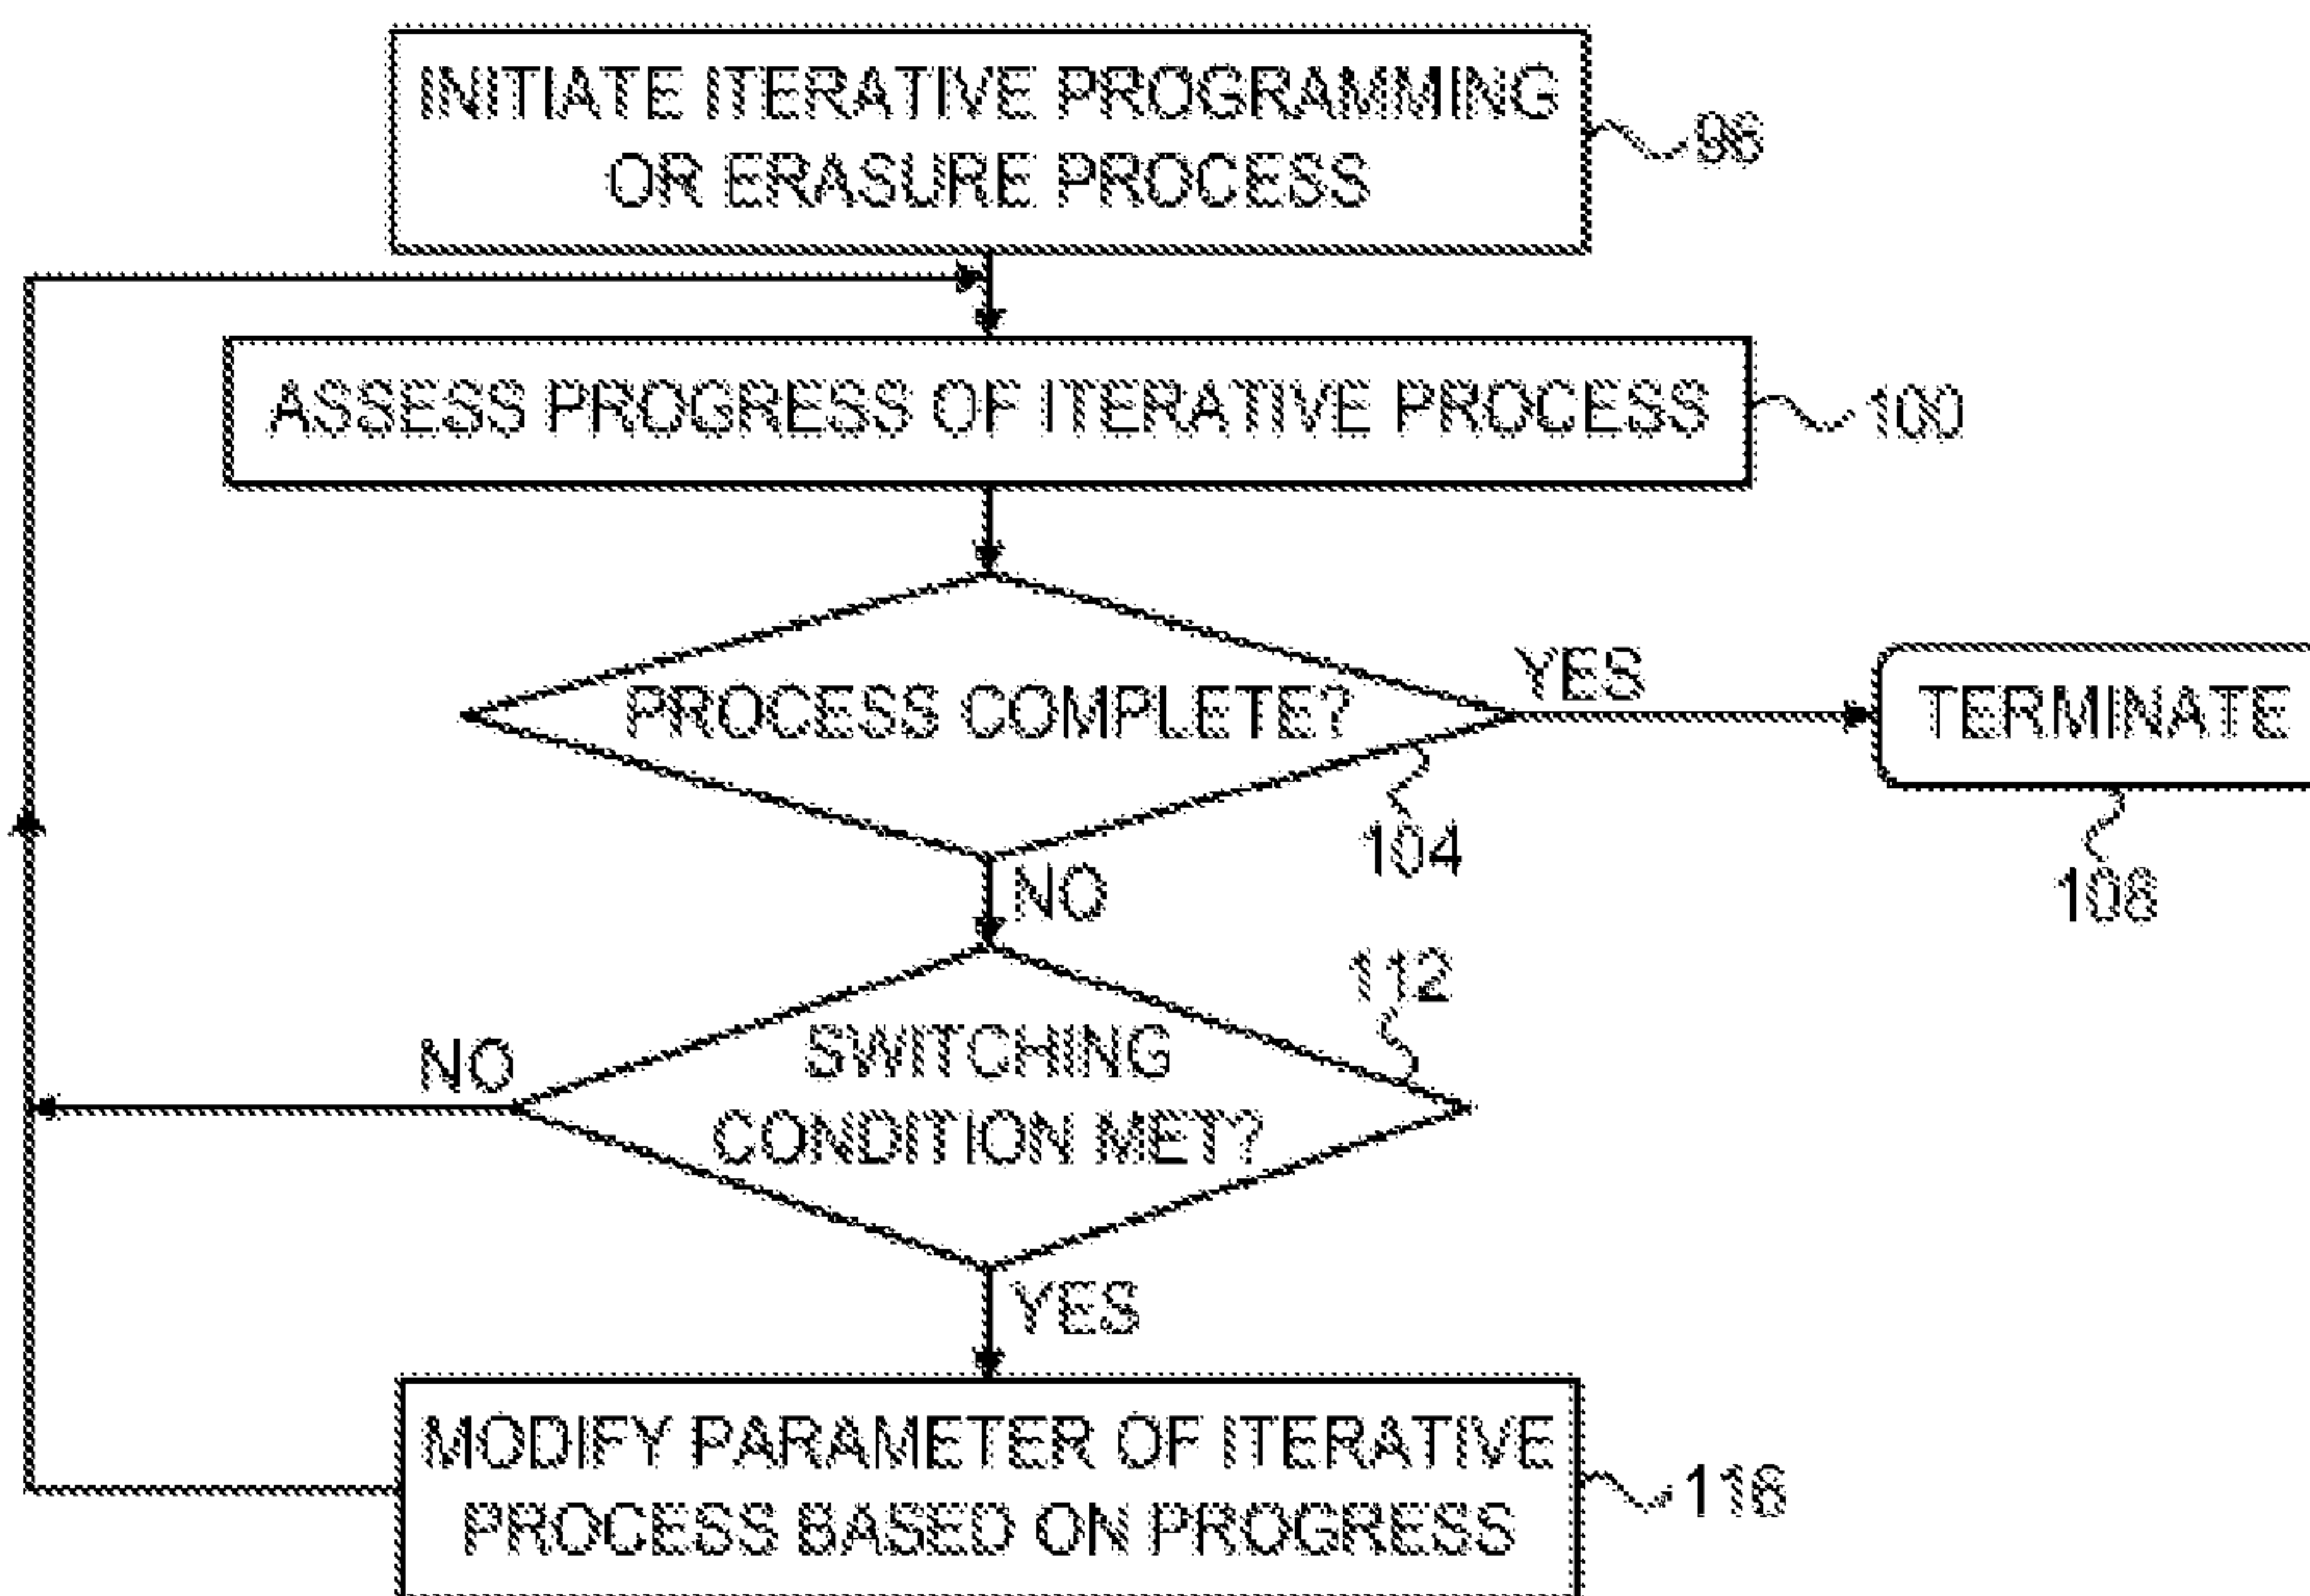 INITIATE ITERATIVE PROGRAMMING
OR ERASURE PROCESS
96
ASSESS PROGRESS OF ITERATIVE PROCESS
100
PROCESS COMPLETE?
YES
TERMINATE
104
108
NO
112
SWITCHING
CONDITION MET?
NO
YES
MODIFY PARAMETER OF ITERATIVE
PROCESS BASED ON PROGRESS
116